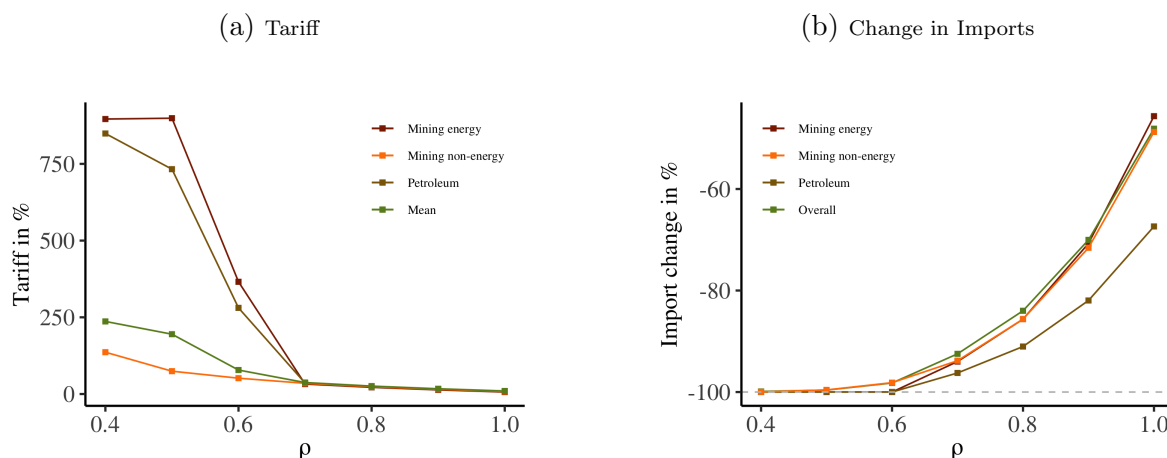 (a) Tariff
Tariff in %
750
500
250
0
0.4 0.6 0.8 1.0
ρ
Mining energy
Mining non-energy
Petroleum
Mean
(b) Change in Imports
Import change in %
-60
-80
-100
0.4 0.6 0.8 1.0
ρ
Mining energy
Mining non-energy
Petroleum
Overall